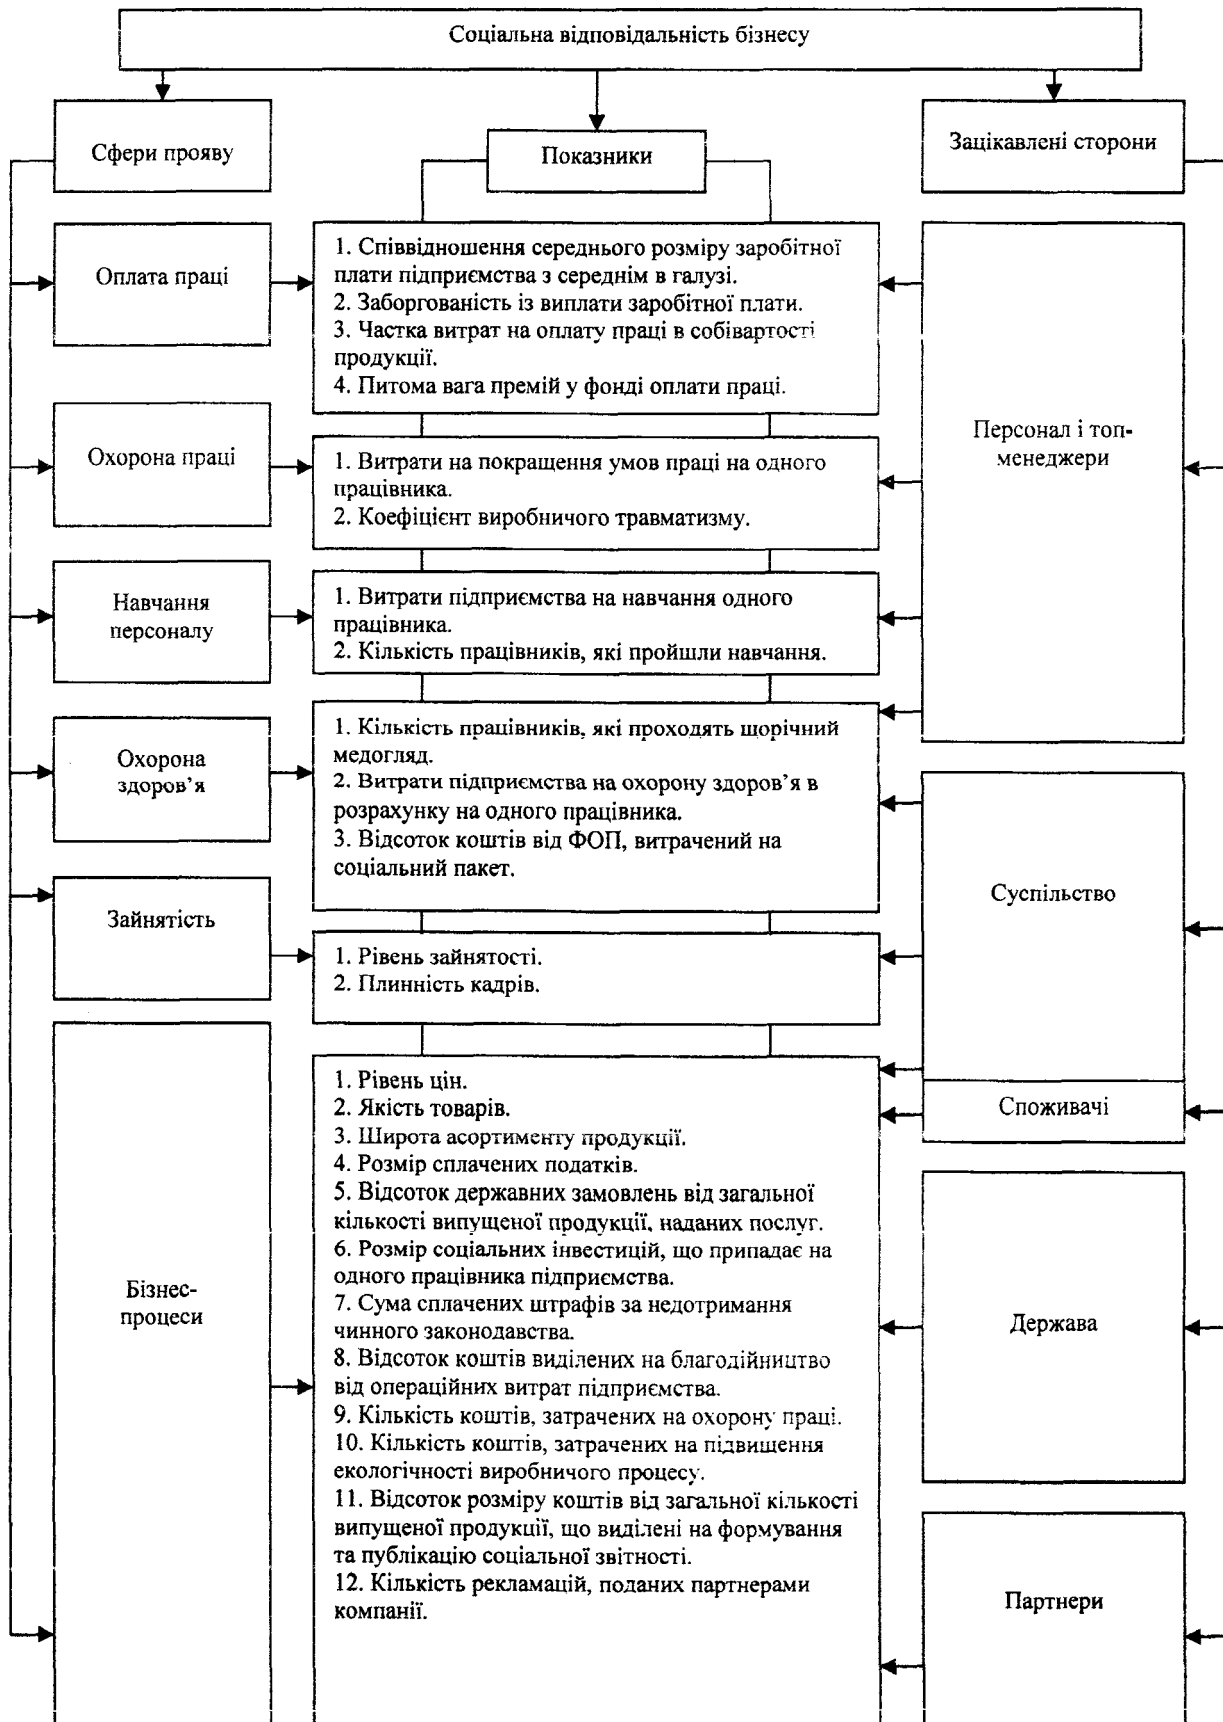 Соціальна відповідальність бізнесу
Сфери прояву
Показники
Зацікавлені сторони
Оплата праці
1. Співвідношення середнього розміру заробітної
плати підприємства з середнім в галузі.
2. Заборгованість із виплати заробітної плати.
3. Частка витрат на оплату праці в собівартості
продукції.
4. Питома вага премій у фонді оплати праці.
Персонал і топ-
менеджери
Охорона праці
1. Витрати на покращення умов праці на одного
працівника.
2. Коефіцієнт виробничого травматизму.
Навчання
персоналу
1. Витрати підприємства на навчання одного
працівника.
2. Кількість працівників, які пройшли навчання.
Охорона
здоров’я
1. Кількість працівників, які проходять щорічний
медогляд.
2. Витрати підприємства на охорону здоров’я в
розрахунку на одного працівника.
3. Відсоток коштів від ФОП, витрачений на
соціальний пакет.
Суспільство
Зайнятість
1. Рівень зайнятості.
2. Плинність кадрів.
Бізнес-
процеси
1. Рівень цін.
2. Якість товарів.
3. Широта асортименту продукції.
4. Розмір сплачених податків.
5. Відсоток державних замовлень від загальної
кількості випущеної продукції, наданих послуг.
6. Розмір соціальних інвестицій, що припадає на
одного працівника підприємства.
7. Сума сплачених штрафів за недотримання
чинного законодавства.
8. Відсоток коштів виділених на благодійництво
від операційних витрат підприємства.
9. Кількість коштів, затрачених на охорону праці.
10. Кількість коштів, затрачених на підвищення
екологічності виробничого процесу.
11. Відсоток розміру коштів від загальної кількості
випущеної продукції, що виділені на формування
та публікацію соціальної звітності.
12. Кількість рекламацій, поданих партнерами
компанії.
Споживачі
Держава
Партнери